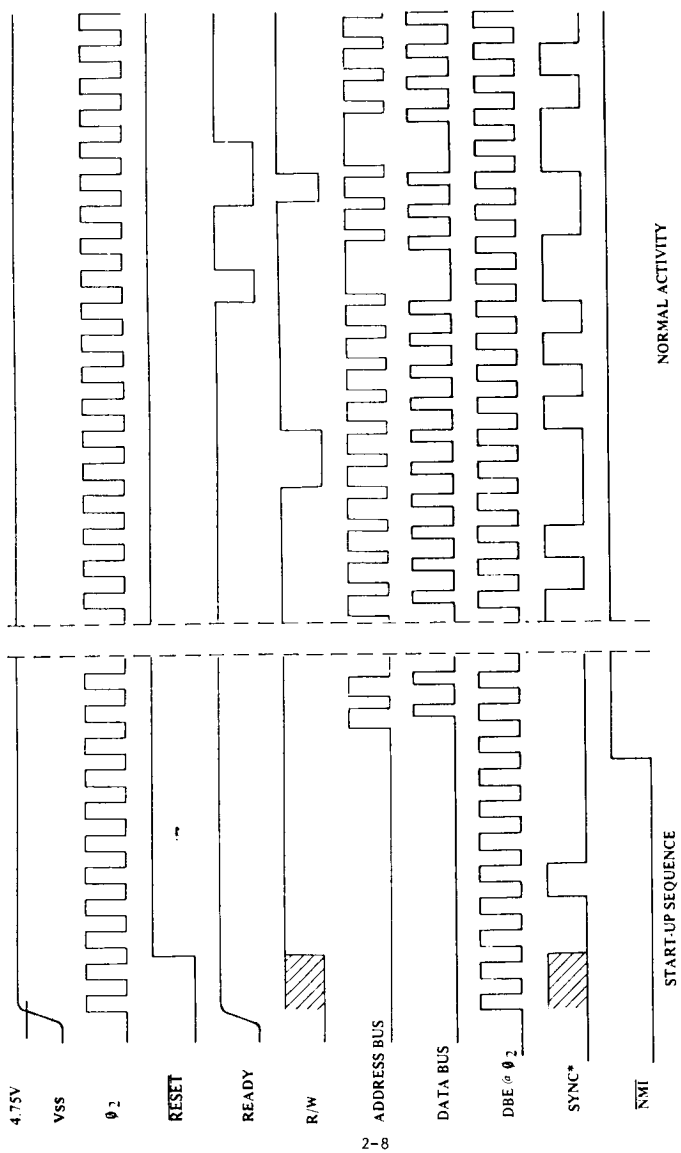 4.75V
VSS
ϕ2
RESET
READY
R/W
ADDRESS BUS
DATA BUS
DBE @ ϕ2
SYNC*
NMI
START-UP SEQUENCE
NORMAL ACTIVITY
2-8